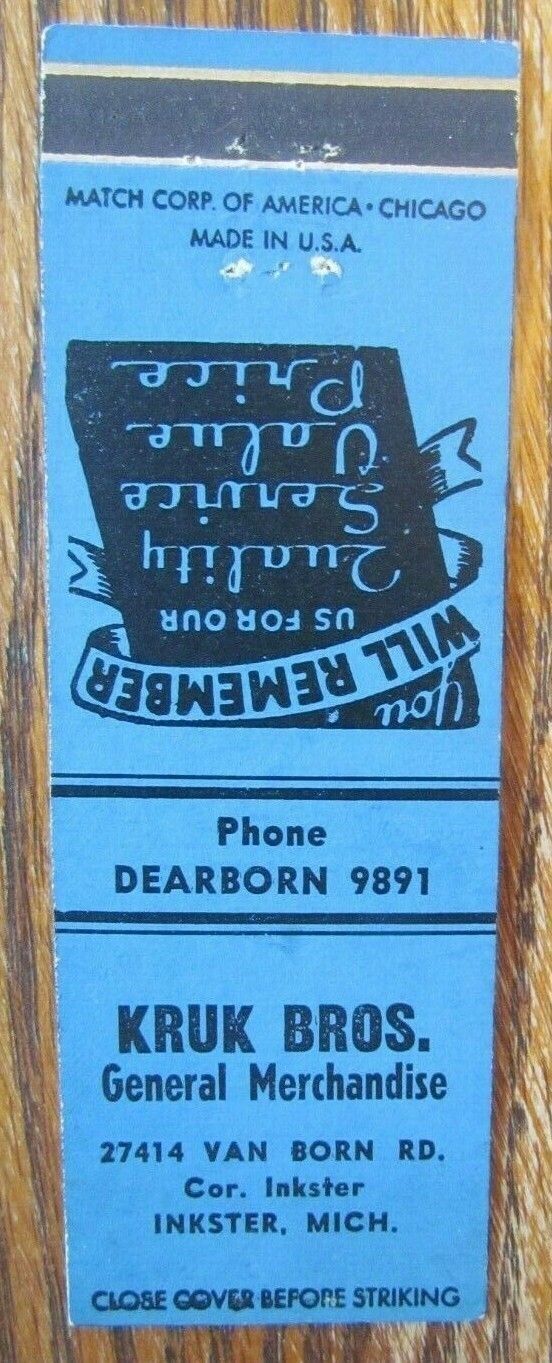 MATCH CORP. OF AMERICA • CHICAGO
MADE IN U.S.A.
You
WILL REMEMBER
US FOR OUR
Quality
Service
Value
Price
Phone
DEARBORN 9891
KRUK BROS.
General Merchandise
27414 VAN BORN RD.
Cor. Inkster
INKSTER, MICH.
CLOSE COVER BEFORE STRIKING